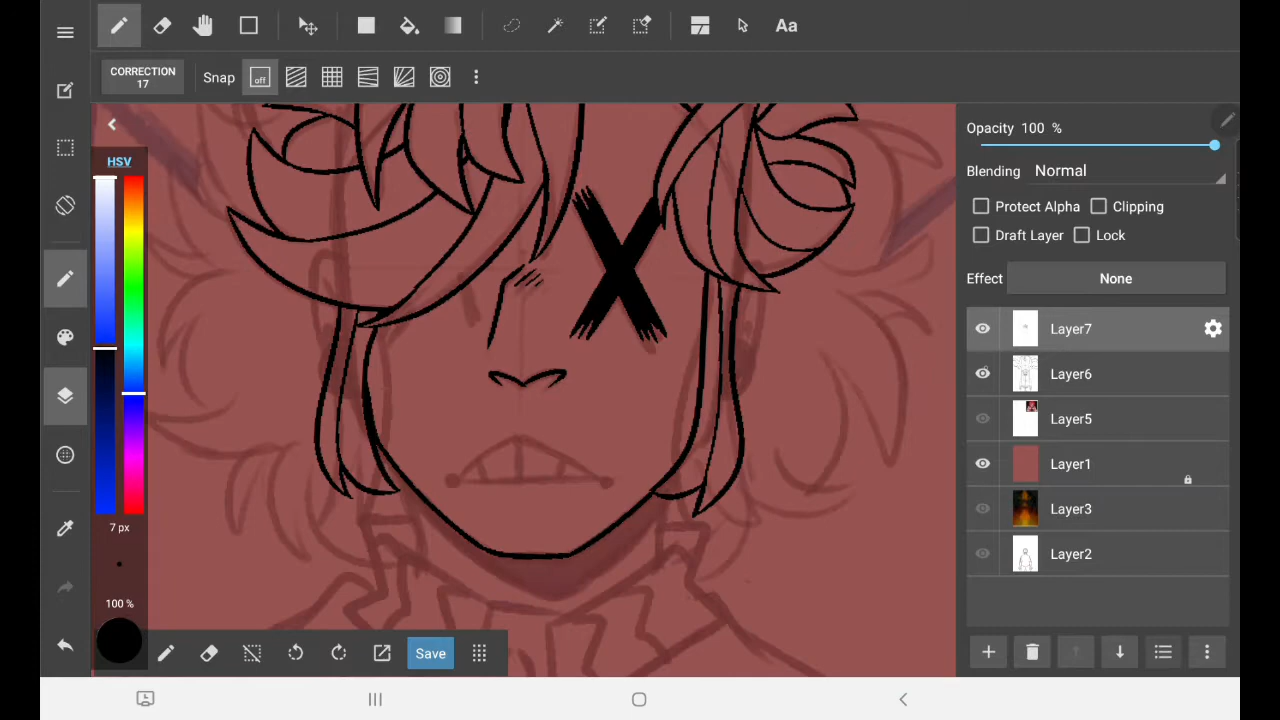 Aa
CORRECTION
17
Snap
off
HSV
7 px
100 %
Save
Opacity 100 %
Blending Normal
Protect Alpha Clipping
Draft Layer Lock
Effect None
Layer7
Layer6
Layer5
Layer1
Layer3
Layer2